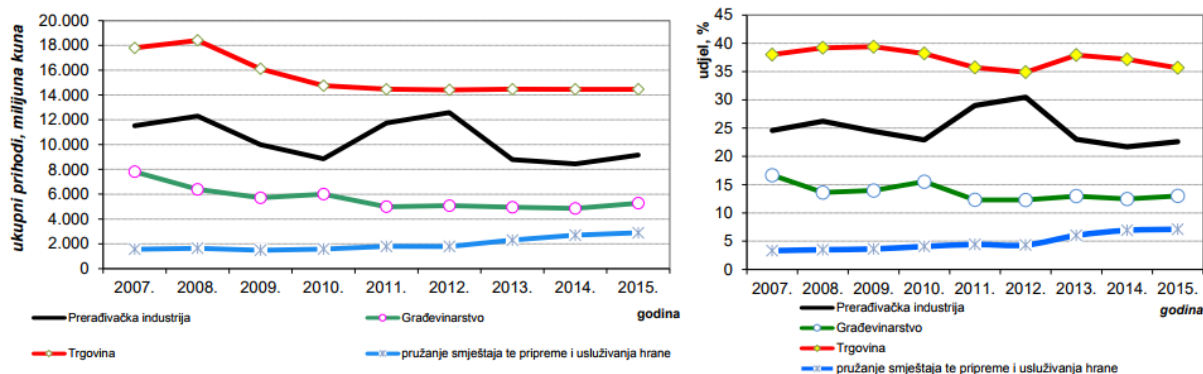 ukupni prihodi, milijuna kuna
20.000
18.000
16.000
14.000
12.000
10.000
8.000
6.000
4.000
2.000
0
2007. 2008. 2009. 2010. 2011. 2012. 2013. 2014. 2015.
godina
Prerađivačka industrija
Građevinarstvo
Trgovina
pružanje smještaja te pripreme i usluživanja hrane
udjel, %
45
40
35
30
25
20
15
10
5
0
2007. 2008. 2009. 2010. 2011. 2012. 2013. 2014. 2015.
godina
Prerađivačka industrija
Građevinarstvo
Trgovina
pružanje smještaja te pripreme i usluživanja hrane